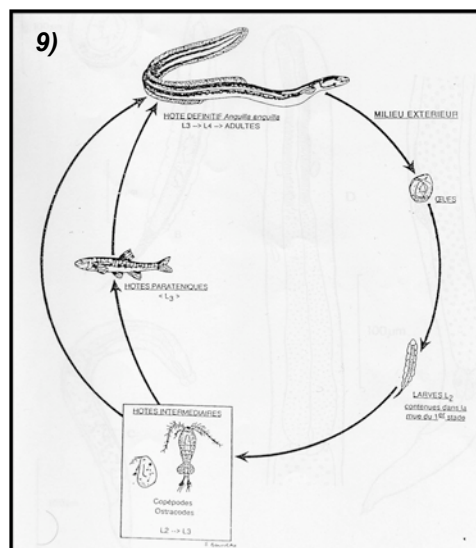 9)
HOTE DEFINITIF Anguilla anguilla
L3 -> L4 -> ADULTES
MILIEU EXTERIEUR
ŒUFS
HOTES PARATENIQUES
< L3 >
LARVES L2
contenues dans la
mue du 1er stade
HOTES INTERMEDIAIRES
Copépodes
Ostracodes
L2 -> L3